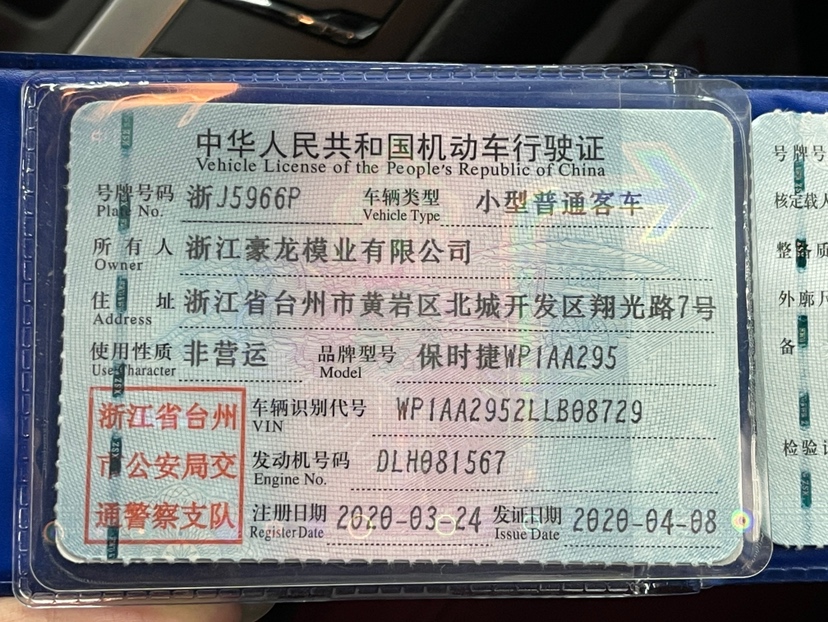 中华人民共和国机动车行驶证
Vehicle License of the People's Republic of China
号牌号码 浙J5966P 车辆类型 小型普通客车
Plate No. Vehicle Type
所有人 浙江豪龙模业有限公司
Owner
住址 浙江省台州市黄岩区北城开发区翔光路7号
Address
使用性质 非营运 品牌型号 保时捷WP1AA295
Use Character Model
车辆识别代号 WP1AA2952LLB08729
VIN
发动机号码 DLH081567
Engine No.
注册日期 2020-03-24 发证日期 2020-04-08
Register Date Issue Date
浙江省台州
市公安局交
通警察支队
号牌号
核定载人
整备质
外廓尺
备
检验记